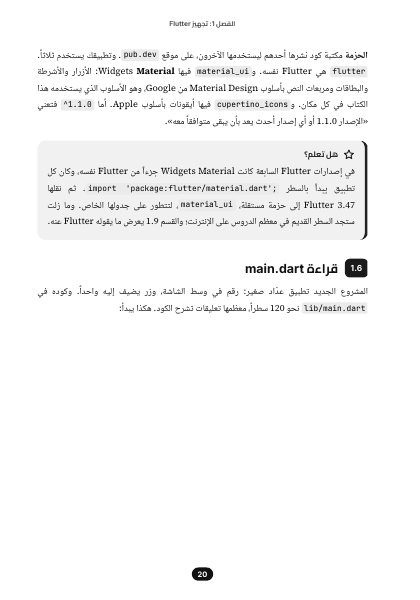 الفصل 1: تجهيز Flutter
الحزمة مكتبة كود نشرها أحدهم ليستخدمها الآخرون، على موقع pub.dev. وتطبيقك يستخدم ثلاثاً.
flutter هي Flutter نفسه. و material_ui فيها Material Widgets: الأزرار والأشرطة
والبطاقات ومربعات النص بأسلوب Material Design من Google، وهو الأسلوب الذي يستخدمه هذا
الكتاب في كل مكان. و cupertino_icons فيها أيقونات بأسلوب Apple. أما ^1.1.0 فتعني
«الإصدار 1.1.0 أو أي إصدار أحدث يعد بأن يبقى متوافقاً معه».
هل تعلم؟
في إصدارات Flutter السابقة كانت Widgets Material جزءاً من Flutter نفسه، وكان كل
تطبيق يبدأ بالسطر import 'package:flutter/material.dart';. ثم نقلها
Flutter 3.47 إلى حزمة مستقلة، material_ui، لتتطور على جدولها الخاص. وما زلت
ستجد السطر القديم في معظم الدروس على الإنترنت؛ والقسم 1.9 يعرض ما يقوله Flutter عنه.
1.6 قراءة main.dart
المشروع الجديد تطبيق عدّاد صغير: رقم في وسط الشاشة، وزر يضيف إليه واحداً. وكوده في
lib/main.dart نحو 120 سطراً، معظمها تعليقات تشرح الكود. هكذا يبدأ:
20